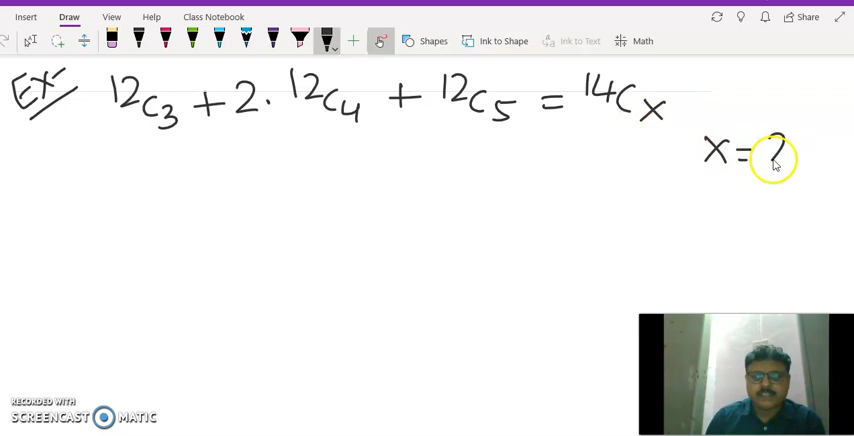 Insert Draw View Help Class Notebook Share
Shapes Ink to Shape Ink to Text Math
EX ¹²C₃ + 2 · ¹²C₄ + ¹²C₅ = ¹⁴Cₓ
x = ?
RECORDED WITH
SCREENCAST MATIC